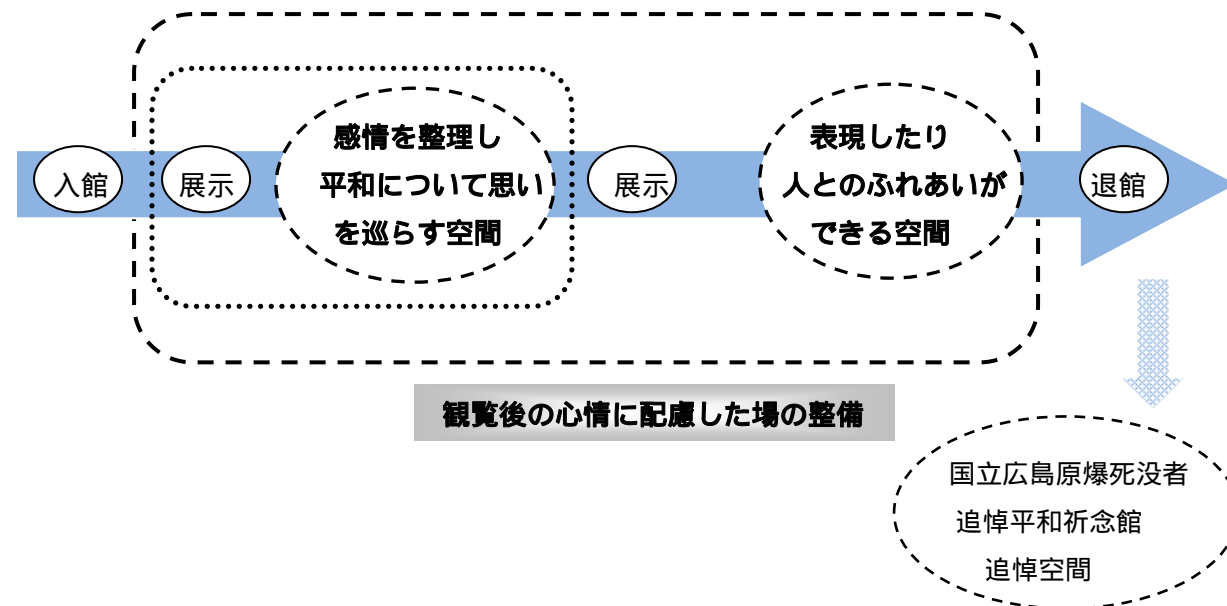 入館
展示
感情を整理し
平和について思い
を巡らす空間
展示
表現したり
人とのふれあいが
できる空間
退館
観覧後の心情に配慮した場の整備
国立広島原爆死没者
追悼平和祈念館
追悼空間